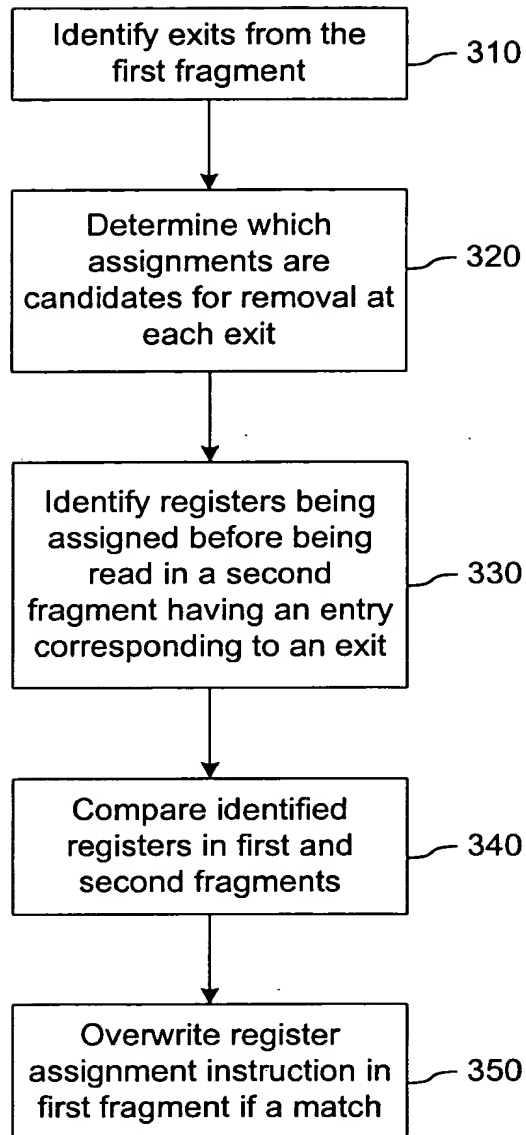 Identify exits from the
first fragment
310
Determine which
assignments are
candidates for removal at
each exit
320
Identify registers being
assigned before being
read in a second
fragment having an entry
corresponding to an exit
330
Compare identified
registers in first and
second fragments
340
Overwrite register
assignment instruction in
first fragment if a match
350